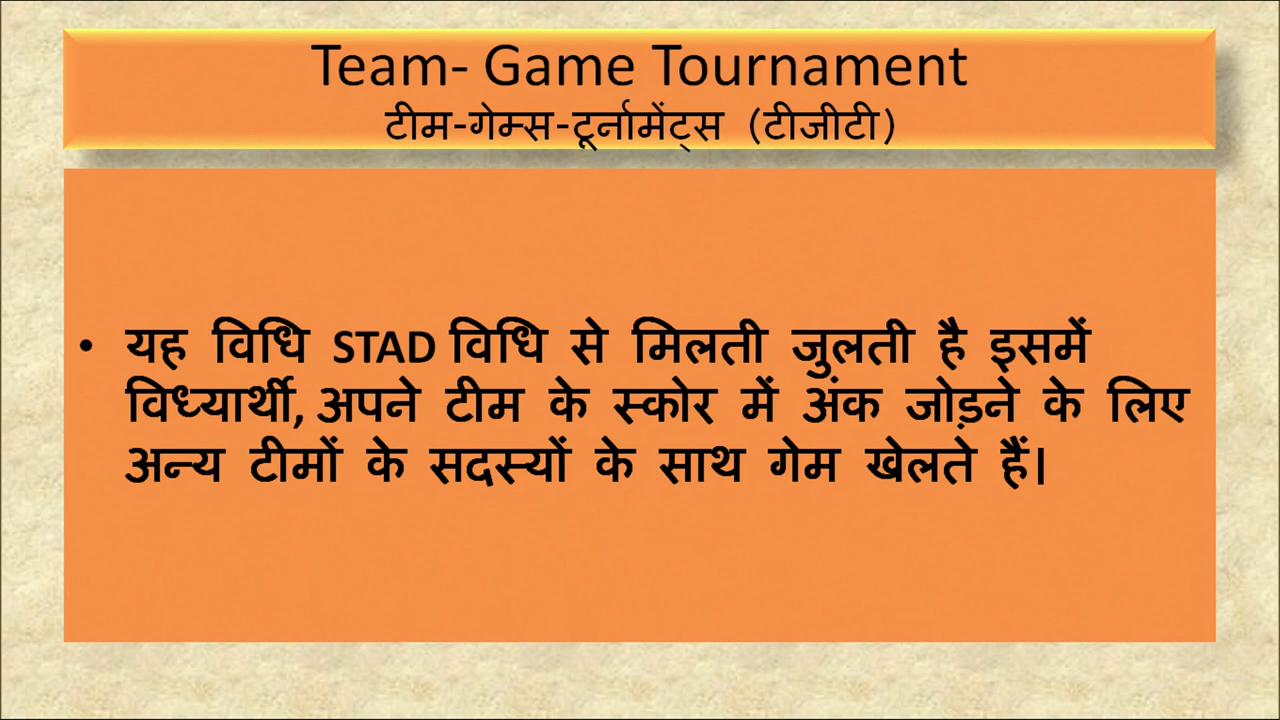 Team- Game Tournament
टीम-गेम्स-टूर्नामेंट्स (टीजीटी)
• यह विधि STAD विधि से मिलती जुलती है इसमें
विध्यार्थी, अपने टीम के स्कोर में अंक जोड़ने के लिए
अन्य टीमों के सदस्यों के साथ गेम खेलते हैं।